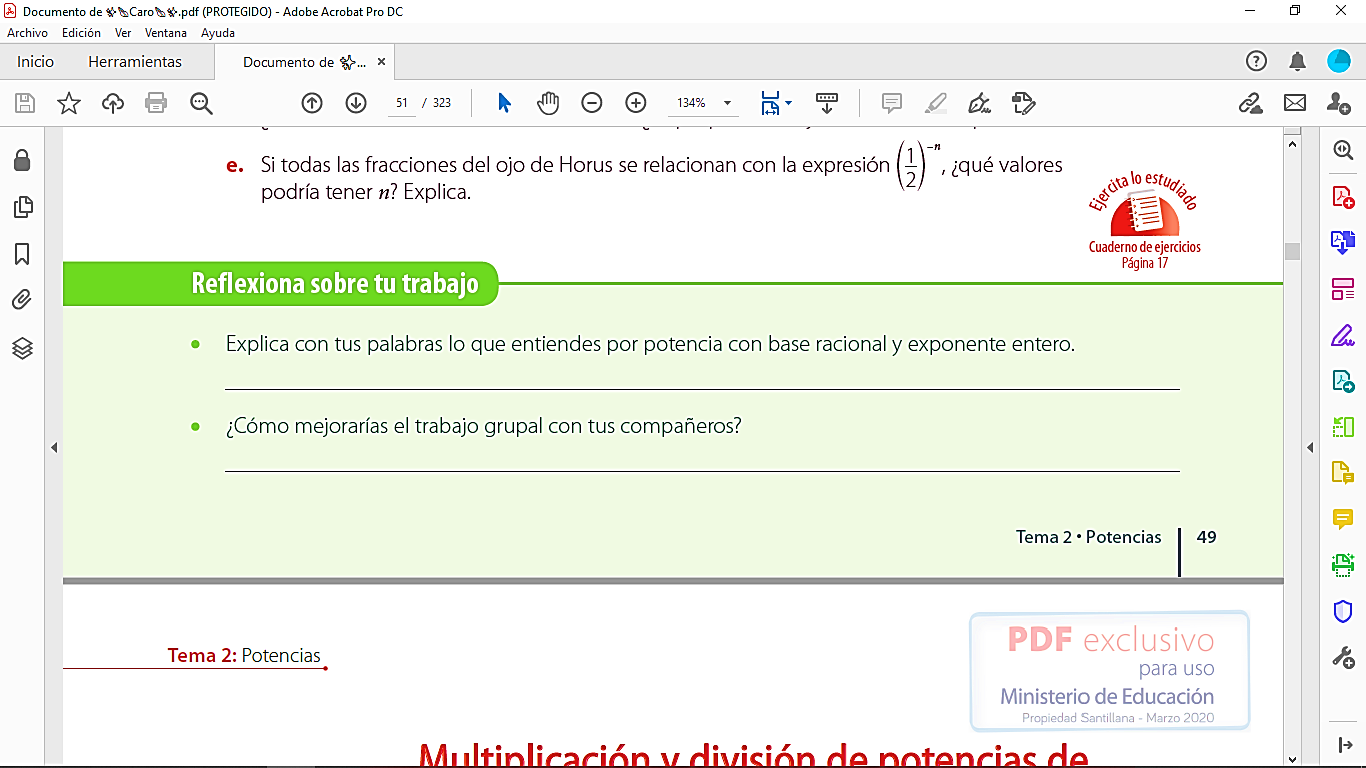 Documento de Caro.pdf (PROTEGIDO) - Adobe Acrobat Pro DC
Archivo Edición Ver Ventana Ayuda
Inicio Herramientas Documento de ... ×
51 / 323 134%
e. Si todas las fracciones del ojo de Horus se relacionan con la expresión (1/2)⁻ⁿ, ¿qué valores
podría tener n? Explica.
Ejercita lo estudiado
Cuaderno de ejercicios
Página 17
Reflexiona sobre tu trabajo
• Explica con tus palabras lo que entiendes por potencia con base racional y exponente entero.
• ¿Cómo mejorarías el trabajo grupal con tus compañeros?
Tema 2 • Potencias 49
PDF exclusivo
para uso
Ministerio de Educación
Propiedad Santillana - Marzo 2020
Tema 2: Potencias
Multiplicación y división de potencias de